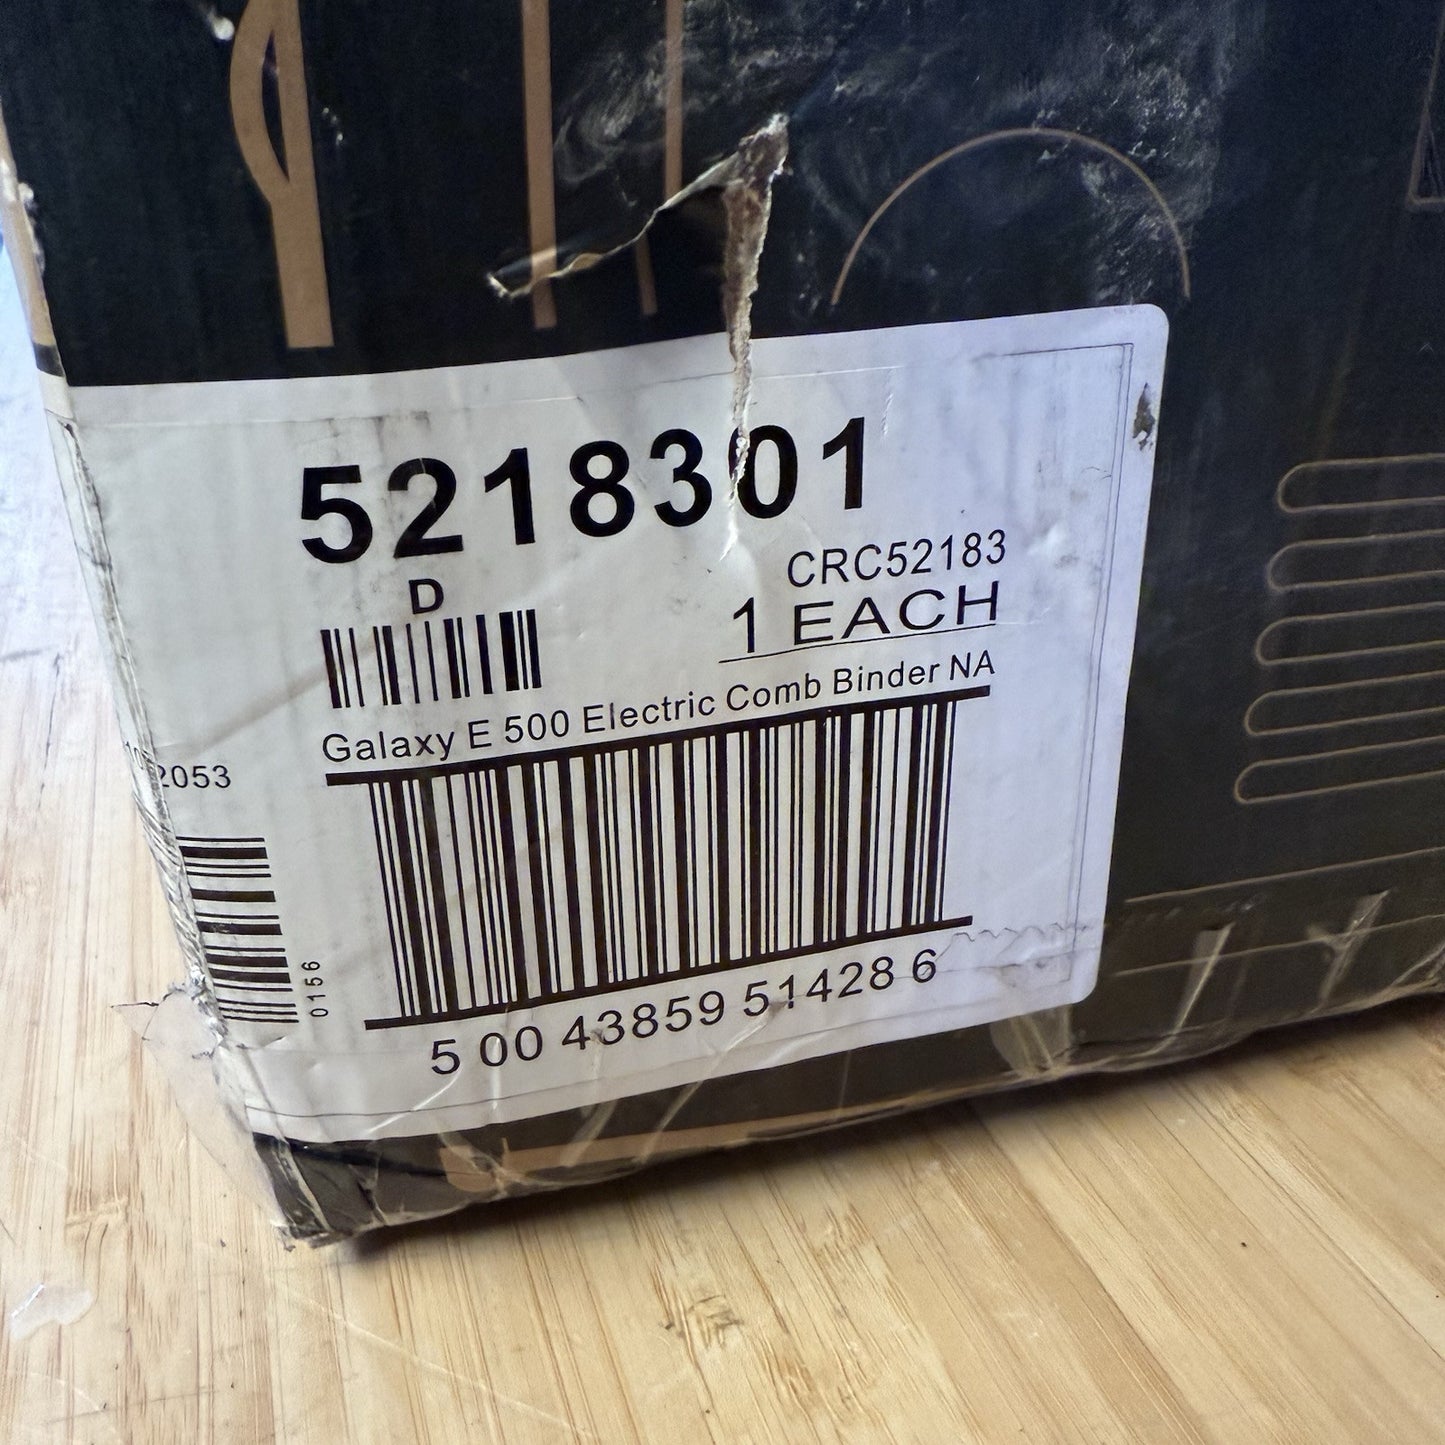 5218301
D
CRC52183
1 EACH
Galaxy E 500 Electric Comb Binder NA
5 00 43859 51428 6
2053
0156